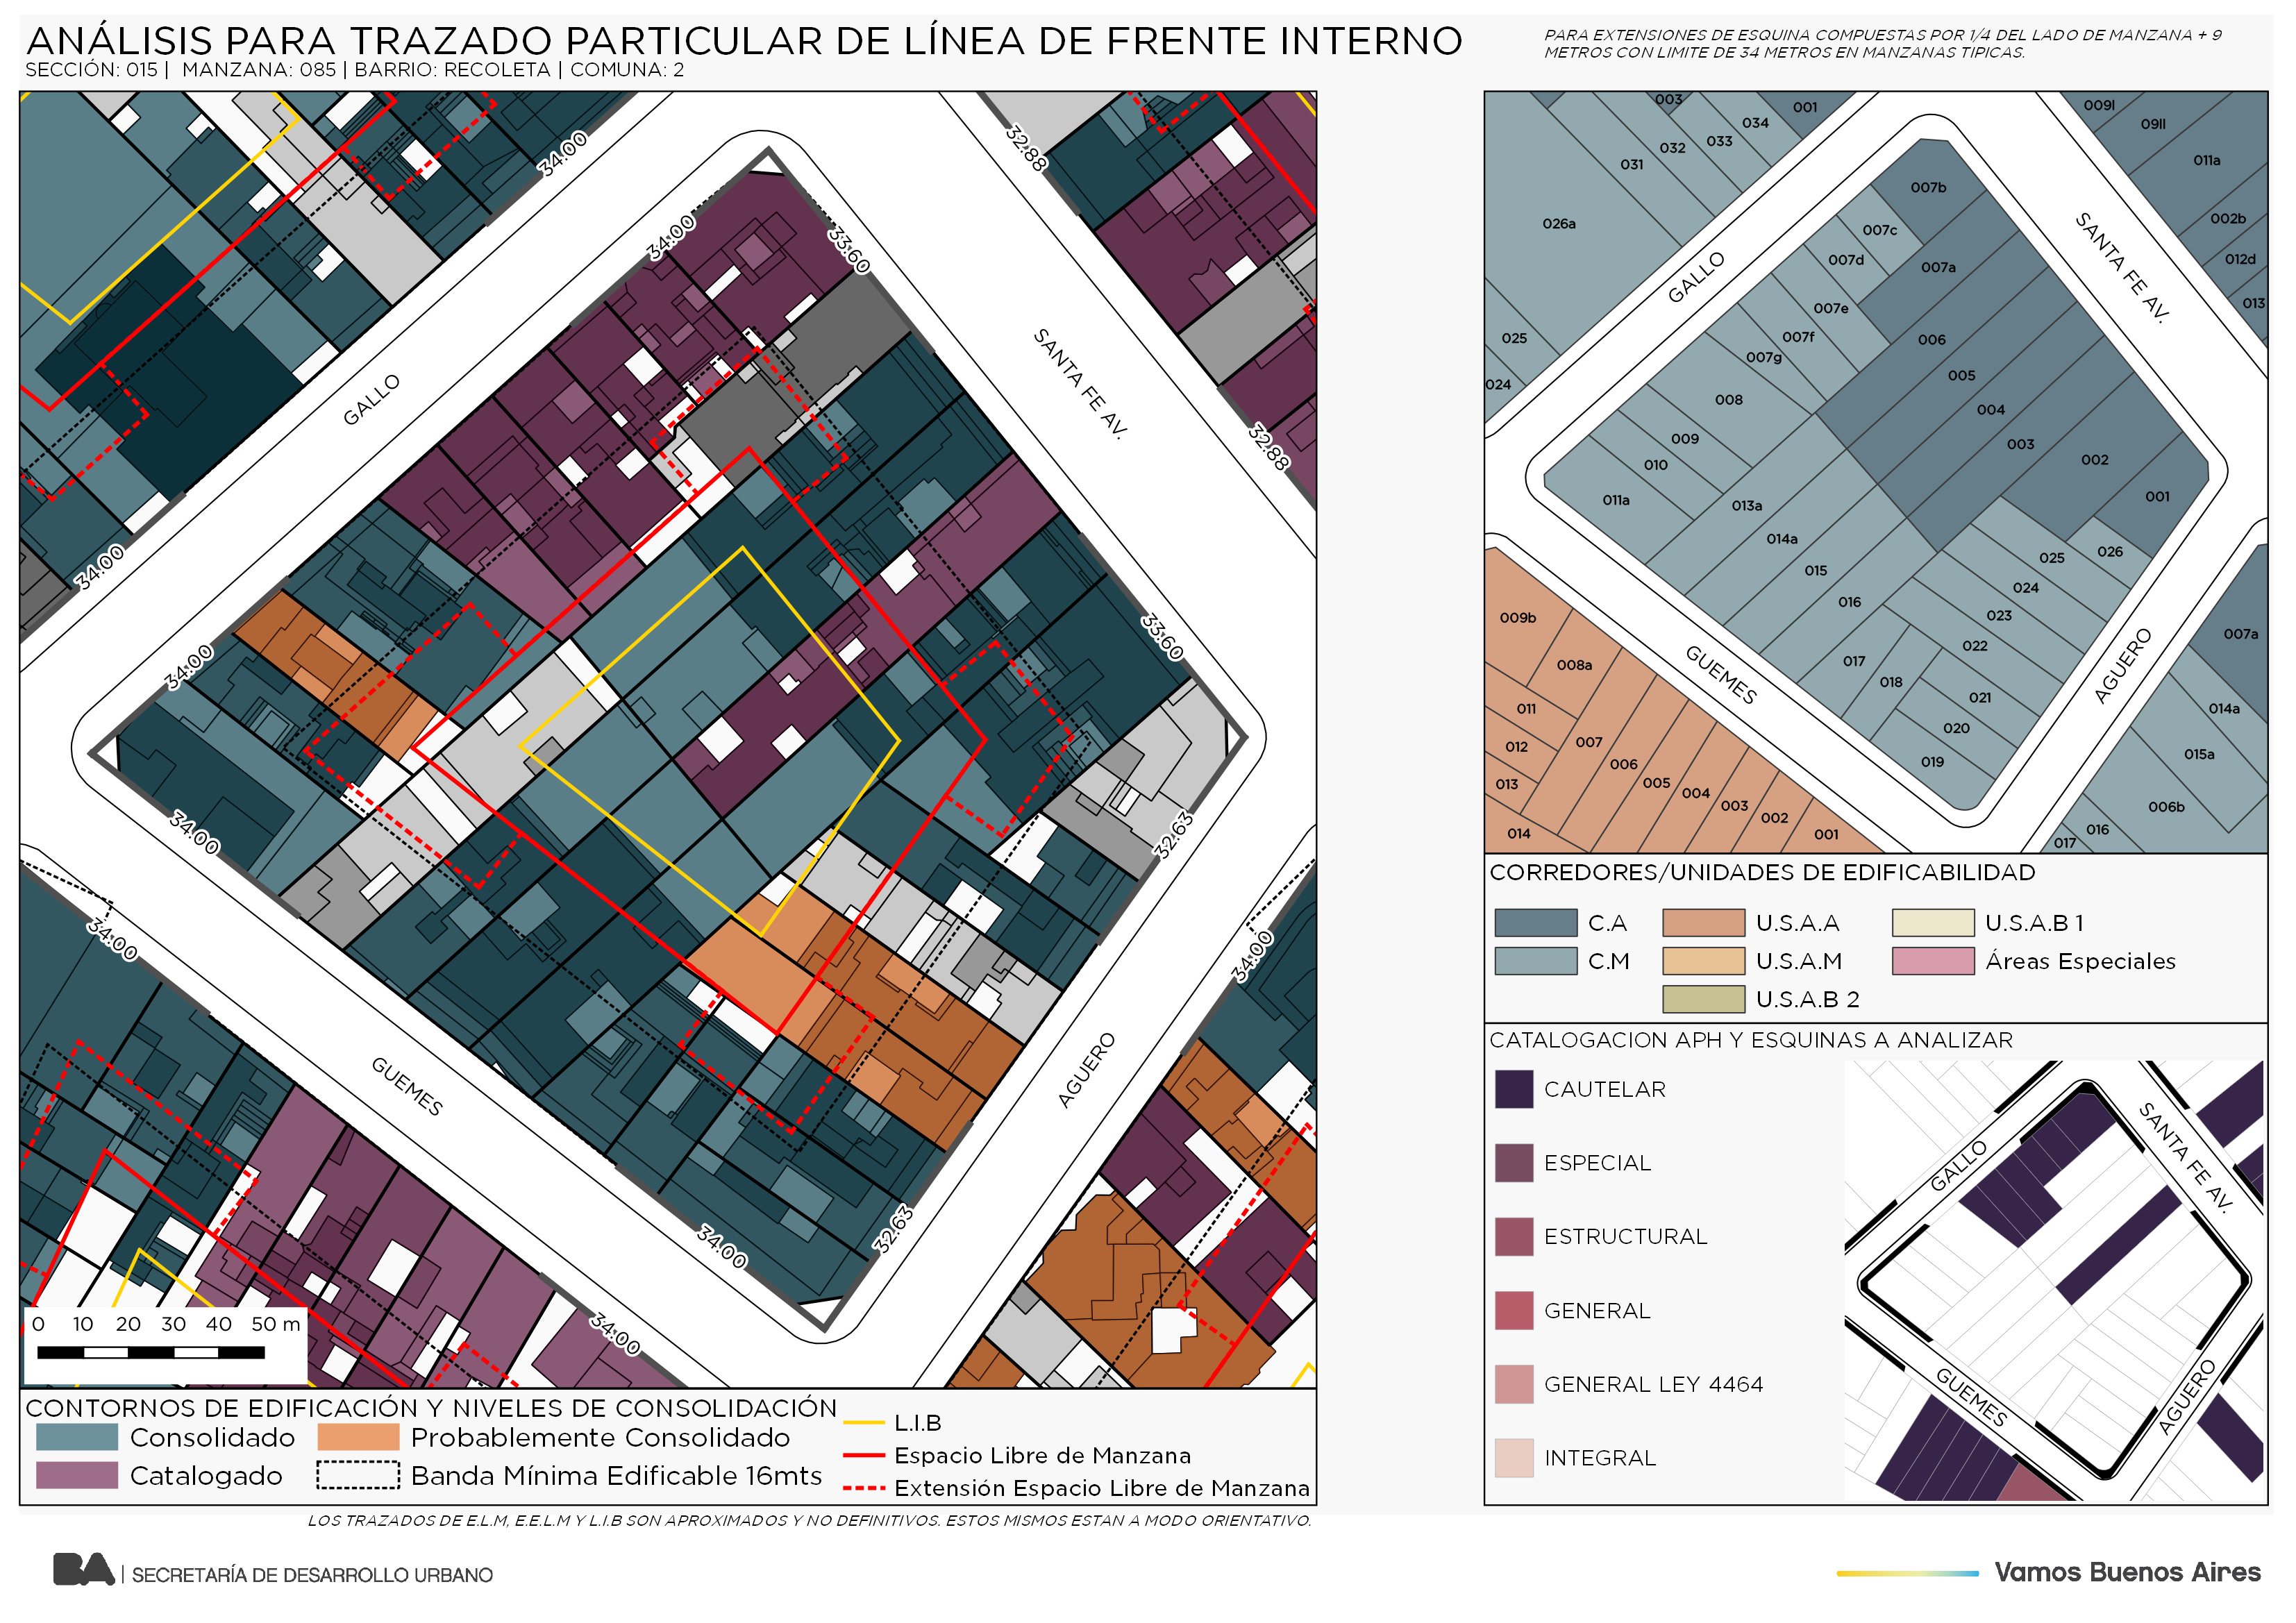 ANÁLISIS PARA TRAZADO PARTICULAR DE LÍNEA DE FRENTE INTERNO
SECCIÓN: 015 | MANZANA: 085 | BARRIO: RECOLETA | COMUNA: 2
PARA EXTENSIONES DE ESQUINA COMPUESTAS POR 1/4 DEL LADO DE MANZANA + 9
METROS CON LIMITE DE 34 METROS EN MANZANAS TIPICAS.
34.00
32.88
34.00
33.60
SANTA FE AV.
GALLO
32.88
34.00
34.00
33.60
34.00
32.63
34.00
34.00
GUEMES
AGUERO
34.00
32.63
34.00
0 10 20 30 40 50 m
CONTORNOS DE EDIFICACIÓN Y NIVELES DE CONSOLIDACIÓN
Consolidado
Probablemente Consolidado
Catalogado
Banda Mínima Edificable 16mts
L.I.B
Espacio Libre de Manzana
Extensión Espacio Libre de Manzana
LOS TRAZADOS DE E.L.M, E.E.L.M Y L.I.B SON APROXIMADOS Y NO DEFINITIVOS. ESTOS MISMOS ESTAN A MODO ORIENTATIVO.
003
001
009I
034
09II
033
032
031
011a
007b
026a
002b
007c
SANTA FE AV.
012d
007d
007a
GALLO
013
007e
025
007f
006
007g
005
024
008
004
009
003
002
010
011a
001
013a
014a
026
025
015
024
016
023
009b
007a
022
GUEMES
017
008a
AGUERO
018
021
011
014a
020
007
012
015a
006
019
005
013
004
003
006b
002
014
001
016
017
CORREDORES/UNIDADES DE EDIFICABILIDAD
C.A
U.S.A.A
U.S.A.B 1
C.M
U.S.A.M
Áreas Especiales
U.S.A.B 2
CATALOGACION APH Y ESQUINAS A ANALIZAR
CAUTELAR
ESPECIAL
ESTRUCTURAL
GENERAL
GENERAL LEY 4464
INTEGRAL
GALLO
SANTA FE AV.
GUEMES
AGUERO
BA | SECRETARÍA DE DESARROLLO URBANO
Vamos Buenos Aires